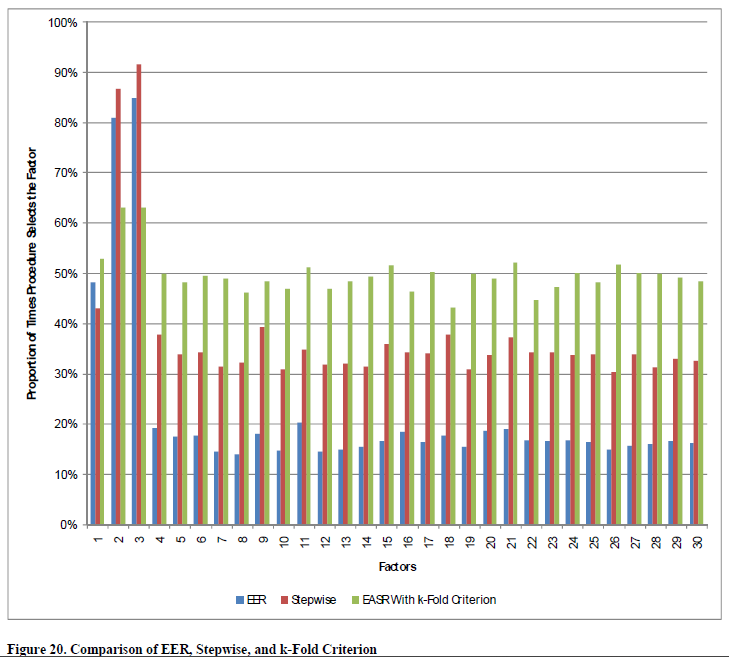 100%
90%
80%
70%
60%
50%
40%
30%
20%
10%
0%
Proportion of Times Procedure Selects the Factor
1 2 3 4 5 6 7 8 9 10 11 12 13 14 15 16 17 18 19 20 21 22 23 24 25 26 27 28 29 30
Factors
EER Stepwise EASR With k-Fold Criterion
Figure 20. Comparison of EER, Stepwise, and k-Fold Criterion